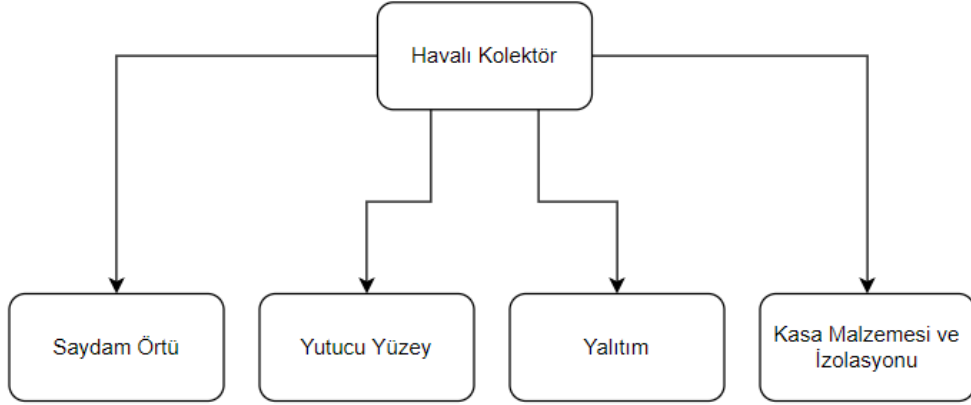 Havalı Kolektör
Saydam Örtü
Yutucu Yüzey
Yalıtım
Kasa Malzemesi ve
İzolasyonu